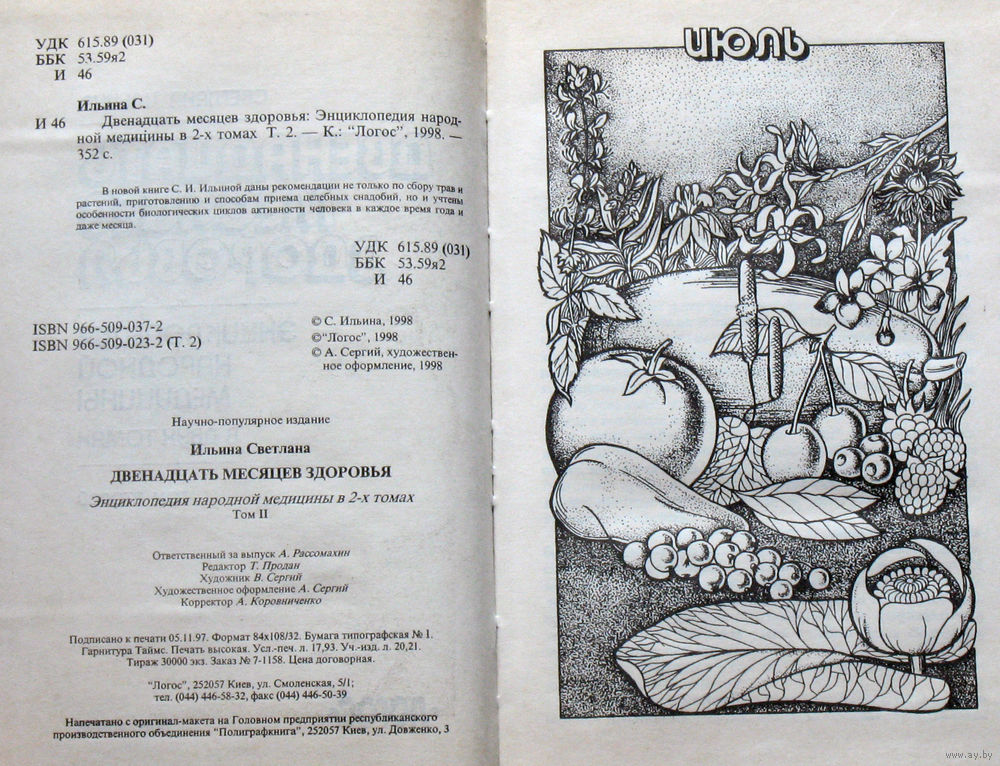 УДК 615.89 (031)
ББК 53.59я2
И 46
Ильина С.
И 46 Двенадцать месяцев здоровья: Энциклопедия народ-
ной медицины в 2-х томах Т. 2. — К.: "Логос", 1998. —
352 с.
В новой книге С. И. Ильиной даны рекомендации не только по сбору трав и
растений, приготовлению и способам приема целебных снадобий, но и учтены
особенности биологических циклов активности человека в каждое время года и
даже месяца.
УДК 615.89 (031)
ББК 53.59я2
И 46
ISBN 966-509-037-2
ISBN 966-509-023-2 (Т. 2)
© С. Ильина, 1998
©"Логос", 1998
© А. Сергий, художествен-
ное оформление, 1998
Научно-популярное издание
Ильина Светлана
ДВЕНАДЦАТЬ МЕСЯЦЕВ ЗДОРОВЬЯ
Энциклопедия народной медицины в 2-х томах
Том II
Ответственный за выпуск А. Рассомахин
Редактор Т. Продан
Художник В. Сергий
Художественное оформление А. Сергий
Корректор А. Коровниченко
Подписано к печати 05.11.97. Формат 84х108/32. Бумага типографская № 1.
Гарнитура Таймс. Печать высокая. Усл.-печ. л. 17,93. Уч.-изд. л. 20,21.
Тираж 30000 экз. Заказ № 7-1158. Цена договорная.
"Логос", 252057 Киев, ул. Смоленская, 5/1;
тел. (044) 446-58-32, факс (044) 446-50-39
Напечатано с оригинал-макета на Головном предприятии республиканского
производственного объединения "Полиграфкнига", 252057 Киев, ул. Довженко, 3
ИЮЛЬ
www.ay.by